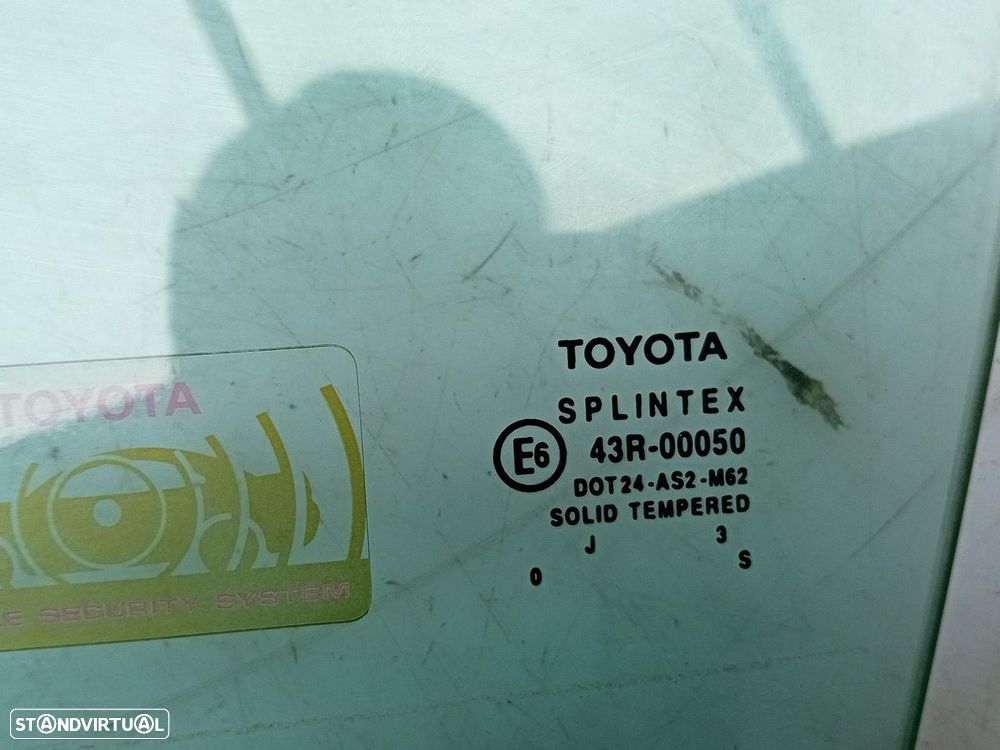 TOYOTA
SPLINTEX
E6 43R-00050
DOT24-AS2-M62
SOLID TEMPERED
J 3
0 S
TOYOTA
SECURITY SYSTEM
STANDVIRTUAL